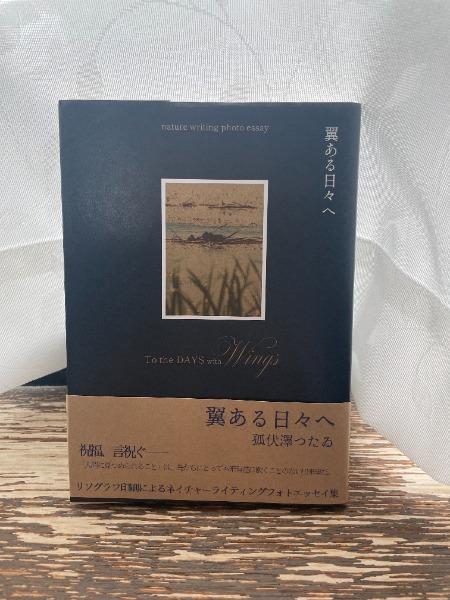 nature writing photo essay
翼ある日々へ
To the DAYS with Wings
翼ある日々へ
狐伏澤つたゐ
祝福、言祝ぐ――
リソグラフ印刷によるネイチャーライティングフォトエッセイ集